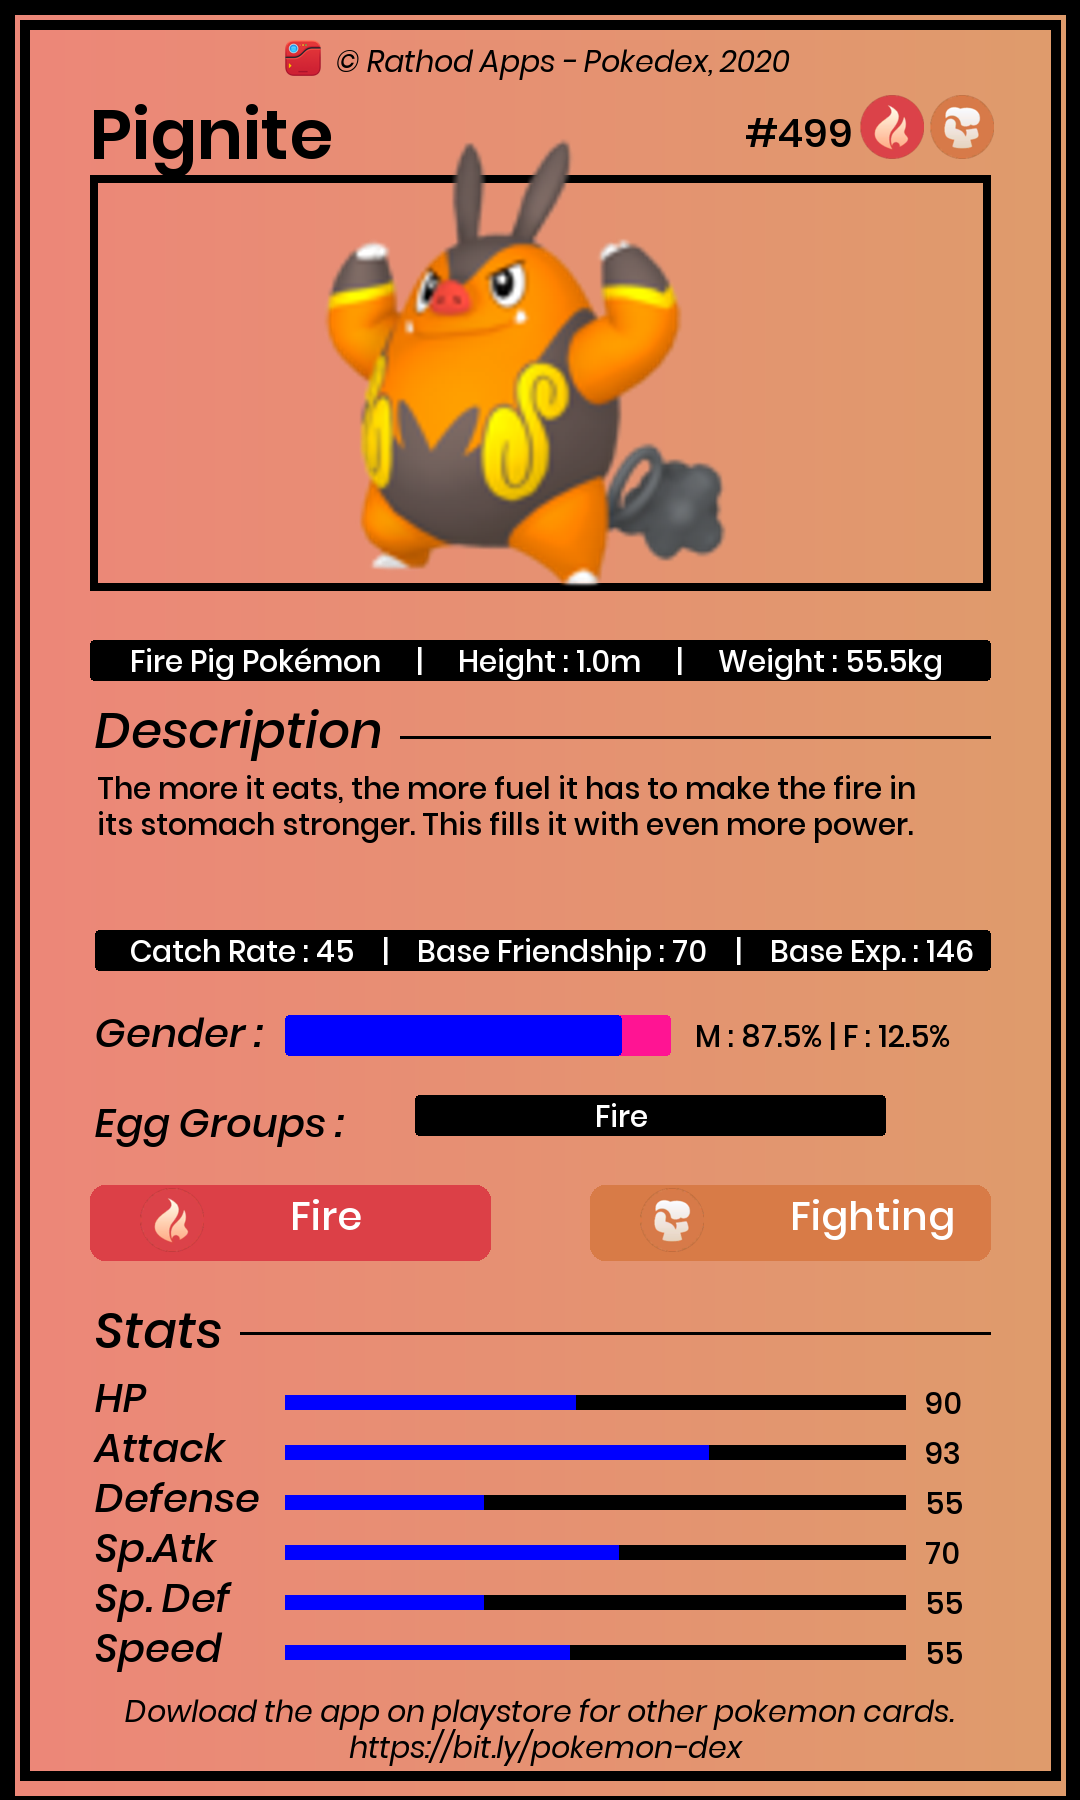 © Rathod Apps - Pokedex, 2020
Pignite #499
Fire Pig Pokémon | Height : 1.0m | Weight : 55.5kg
Description
The more it eats, the more fuel it has to make the fire in
its stomach stronger. This fills it with even more power.
Catch Rate : 45 | Base Friendship : 70 | Base Exp. : 146
Gender : M : 87.5% | F : 12.5%
Egg Groups : Fire
Fire Fighting
Stats
HP 90
Attack 93
Defense 55
Sp.Atk 70
Sp. Def 55
Speed 55
Dowload the app on playstore for other pokemon cards.
https://bit.ly/pokemon-dex